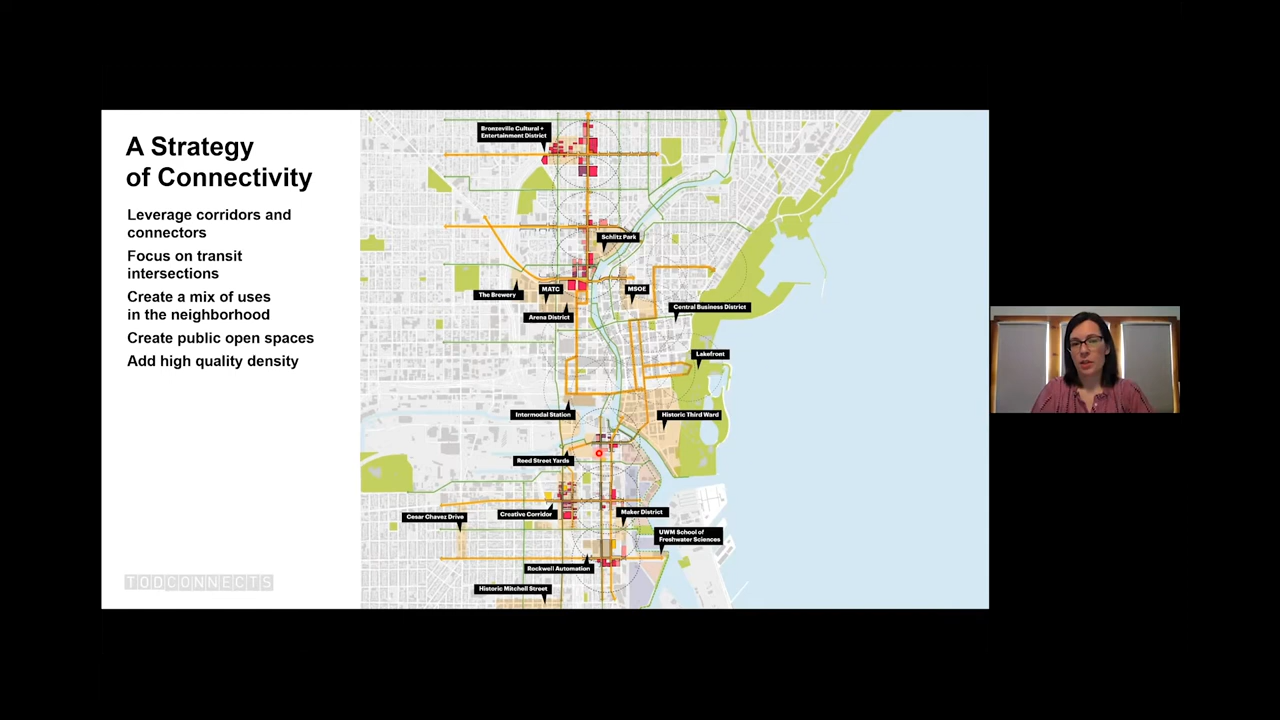 A Strategy
of Connectivity
Leverage corridors and
connectors
Focus on transit
intersections
Create a mix of uses
in the neighborhood
Create public open spaces
Add high quality density
TTDCONNECTS
Bronzeville Cultural +
Entertainment District
Schlitz Park
The Brewery
MATC
MSOE
Arena District
Central Business District
Lakefront
Intermodal Station
Historic Third Ward
Reed Street Yards
Cesar Chavez Drive
Creative Corridor
Maker District
UWM School of
Freshwater Sciences
Rockwell Automation
Historic Mitchell Street